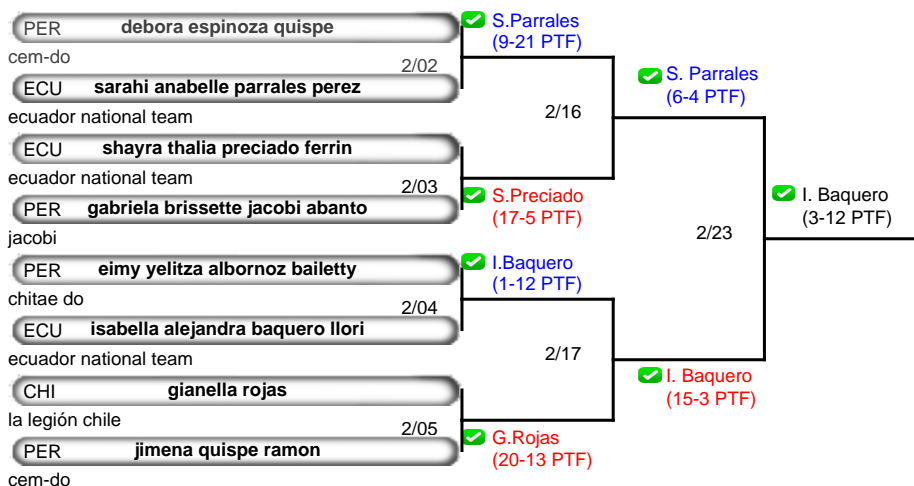 PER debora espinoza quispe
cem-do
2/02
ECU sarahi anabelle parrales perez
ecuador national team
ECU shayra thalia preciado ferrin
ecuador national team
2/03
PER gabriela brissette jacobi abanto
jacobi
PER eimy yelitza albornoz bailetty
chitae do
2/04
ECU isabella alejandra baquero llori
ecuador national team
CHI gianella rojas
la legión chile
2/05
PER jimena quispe ramon
cem-do
S.Parrales
(9-21 PTF)
2/16
S.Preciado
(17-5 PTF)
I.Baquero
(1-12 PTF)
2/17
G.Rojas
(20-13 PTF)
S. Parrales
(6-4 PTF)
2/23
I. Baquero
(15-3 PTF)
I. Baquero
(3-12 PTF)